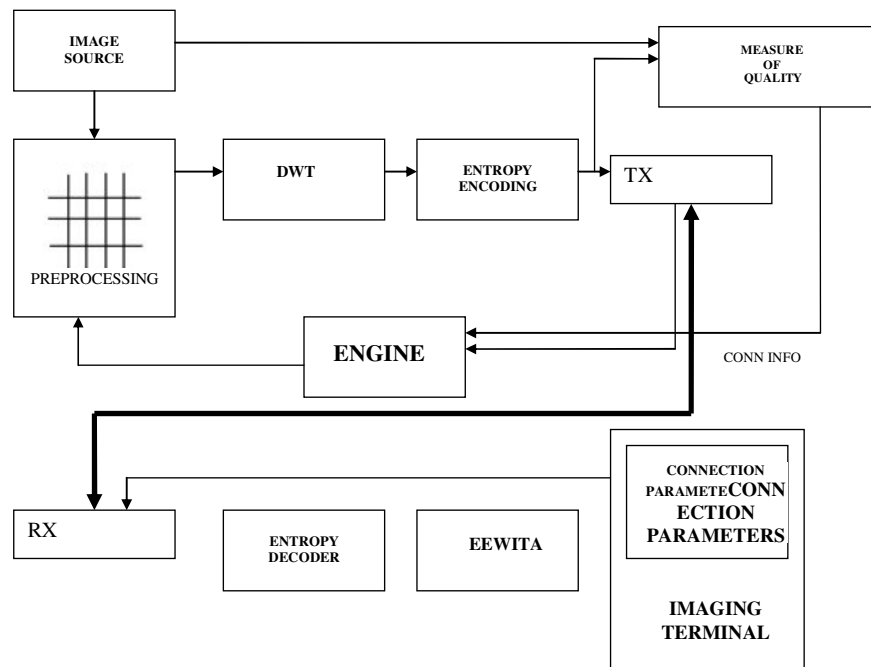 IMAGE
SOURCE
MEASURE
OF
QUALITY
PREPROCESSING
DWT
ENTROPY
ENCODING
TX
ENGINE
CONN INFO
RX
ENTROPY
DECODER
EEWITA
CONNECTION
PARAMETECONN
ECTION
PARAMETERS
IMAGING
TERMINAL